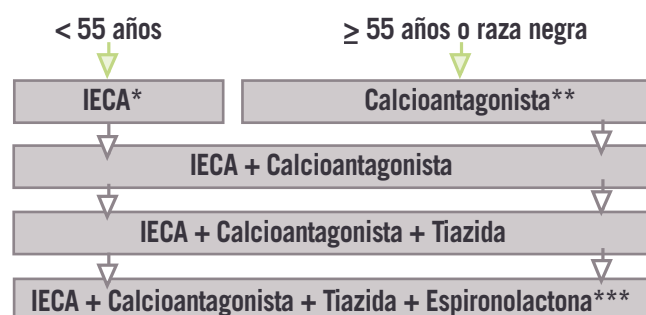 < 55 años
≥ 55 años o raza negra
IECA*
Calcioantagonista**
IECA + Calcioantagonista
IECA + Calcioantagonista + Tiazida
IECA + Calcioantagonista + Tiazida + Espironolactona***